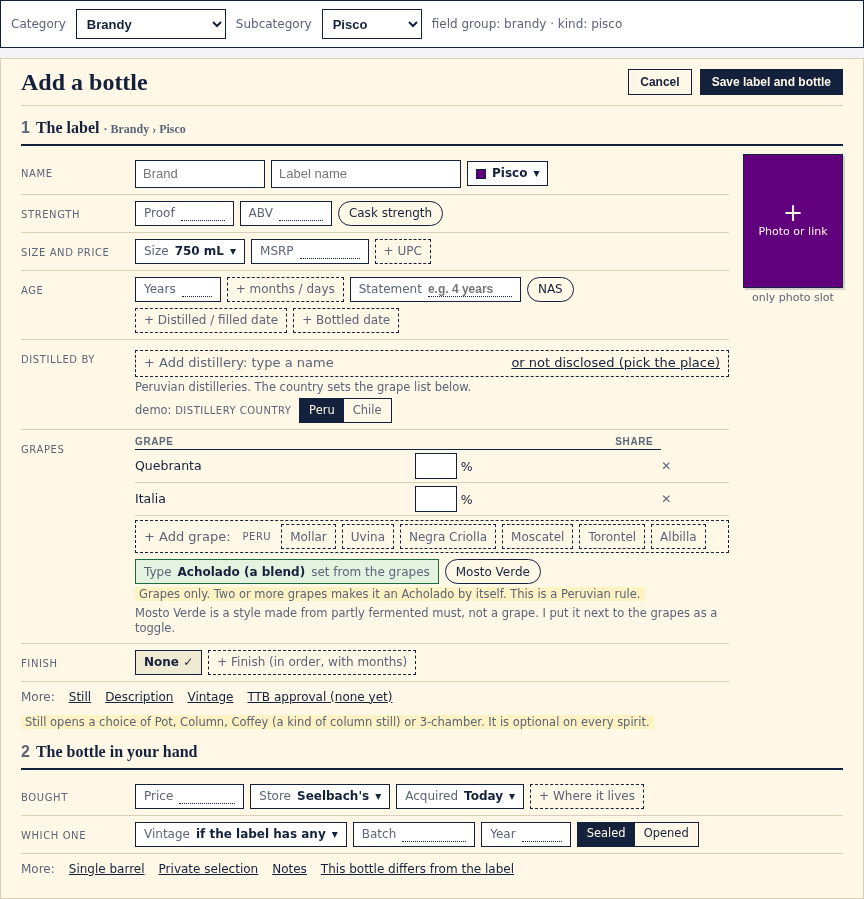 Category Brandy Subcategory Pisco field group: brandy · kind: pisco
Add a bottle Cancel Save label and bottle
1 The label · Brandy › Pisco
NAME Brand Label name Pisco ▾
+
Photo or link
only photo slot
STRENGTH Proof ABV Cask strength
SIZE AND PRICE Size 750 mL ▾ MSRP + UPC
AGE Years + months / days Statement e.g. 4 years NAS
+ Distilled / filled date + Bottled date
DISTILLED BY + Add distillery: type a name or not disclosed (pick the place)
Peruvian distilleries. The country sets the grape list below.
demo: DISTILLERY COUNTRY Peru Chile
GRAPES GRAPE SHARE
Quebranta % ✕
Italia % ✕
+ Add grape: PERU Mollar Uvina Negra Criolla Moscatel Torontel Albilla
Type Acholado (a blend) set from the grapes Mosto Verde
Grapes only. Two or more grapes makes it an Acholado by itself. This is a Peruvian rule.
Mosto Verde is a style made from partly fermented must, not a grape. I put it next to the grapes as a
toggle.
FINISH None ✓ + Finish (in order, with months)
More: Still Description Vintage TTB approval (none yet)
Still opens a choice of Pot, Column, Coffey (a kind of column still) or 3-chamber. It is optional on every spirit.
2 The bottle in your hand
BOUGHT Price Store Seelbach's ▾ Acquired Today ▾ + Where it lives
WHICH ONE Vintage if the label has any ▾ Batch Year Sealed Opened
More: Single barrel Private selection Notes This bottle differs from the label